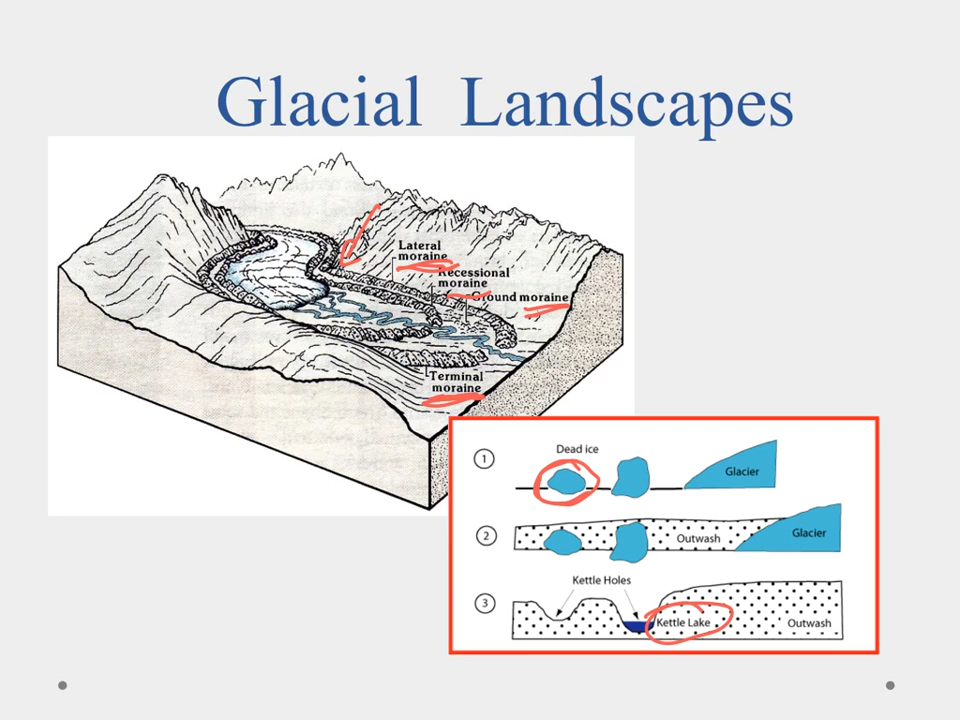 Glacial Landscapes
Lateral
moraine
Recessional
moraine
Ground moraine
Terminal
moraine
1
Dead ice
Glacier
2
Outwash
Glacier
Kettle Holes
3
Kettle Lake
Outwash